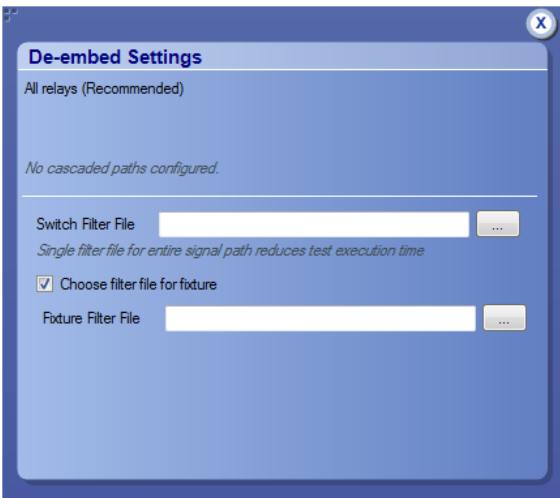 X
De-embed Settings
All relays (Recommended)
No cascaded paths configured.
Switch Filter File
...
Single filter file for entire signal path reduces test execution time
Choose filter file for fixture
Fixture Filter File
...